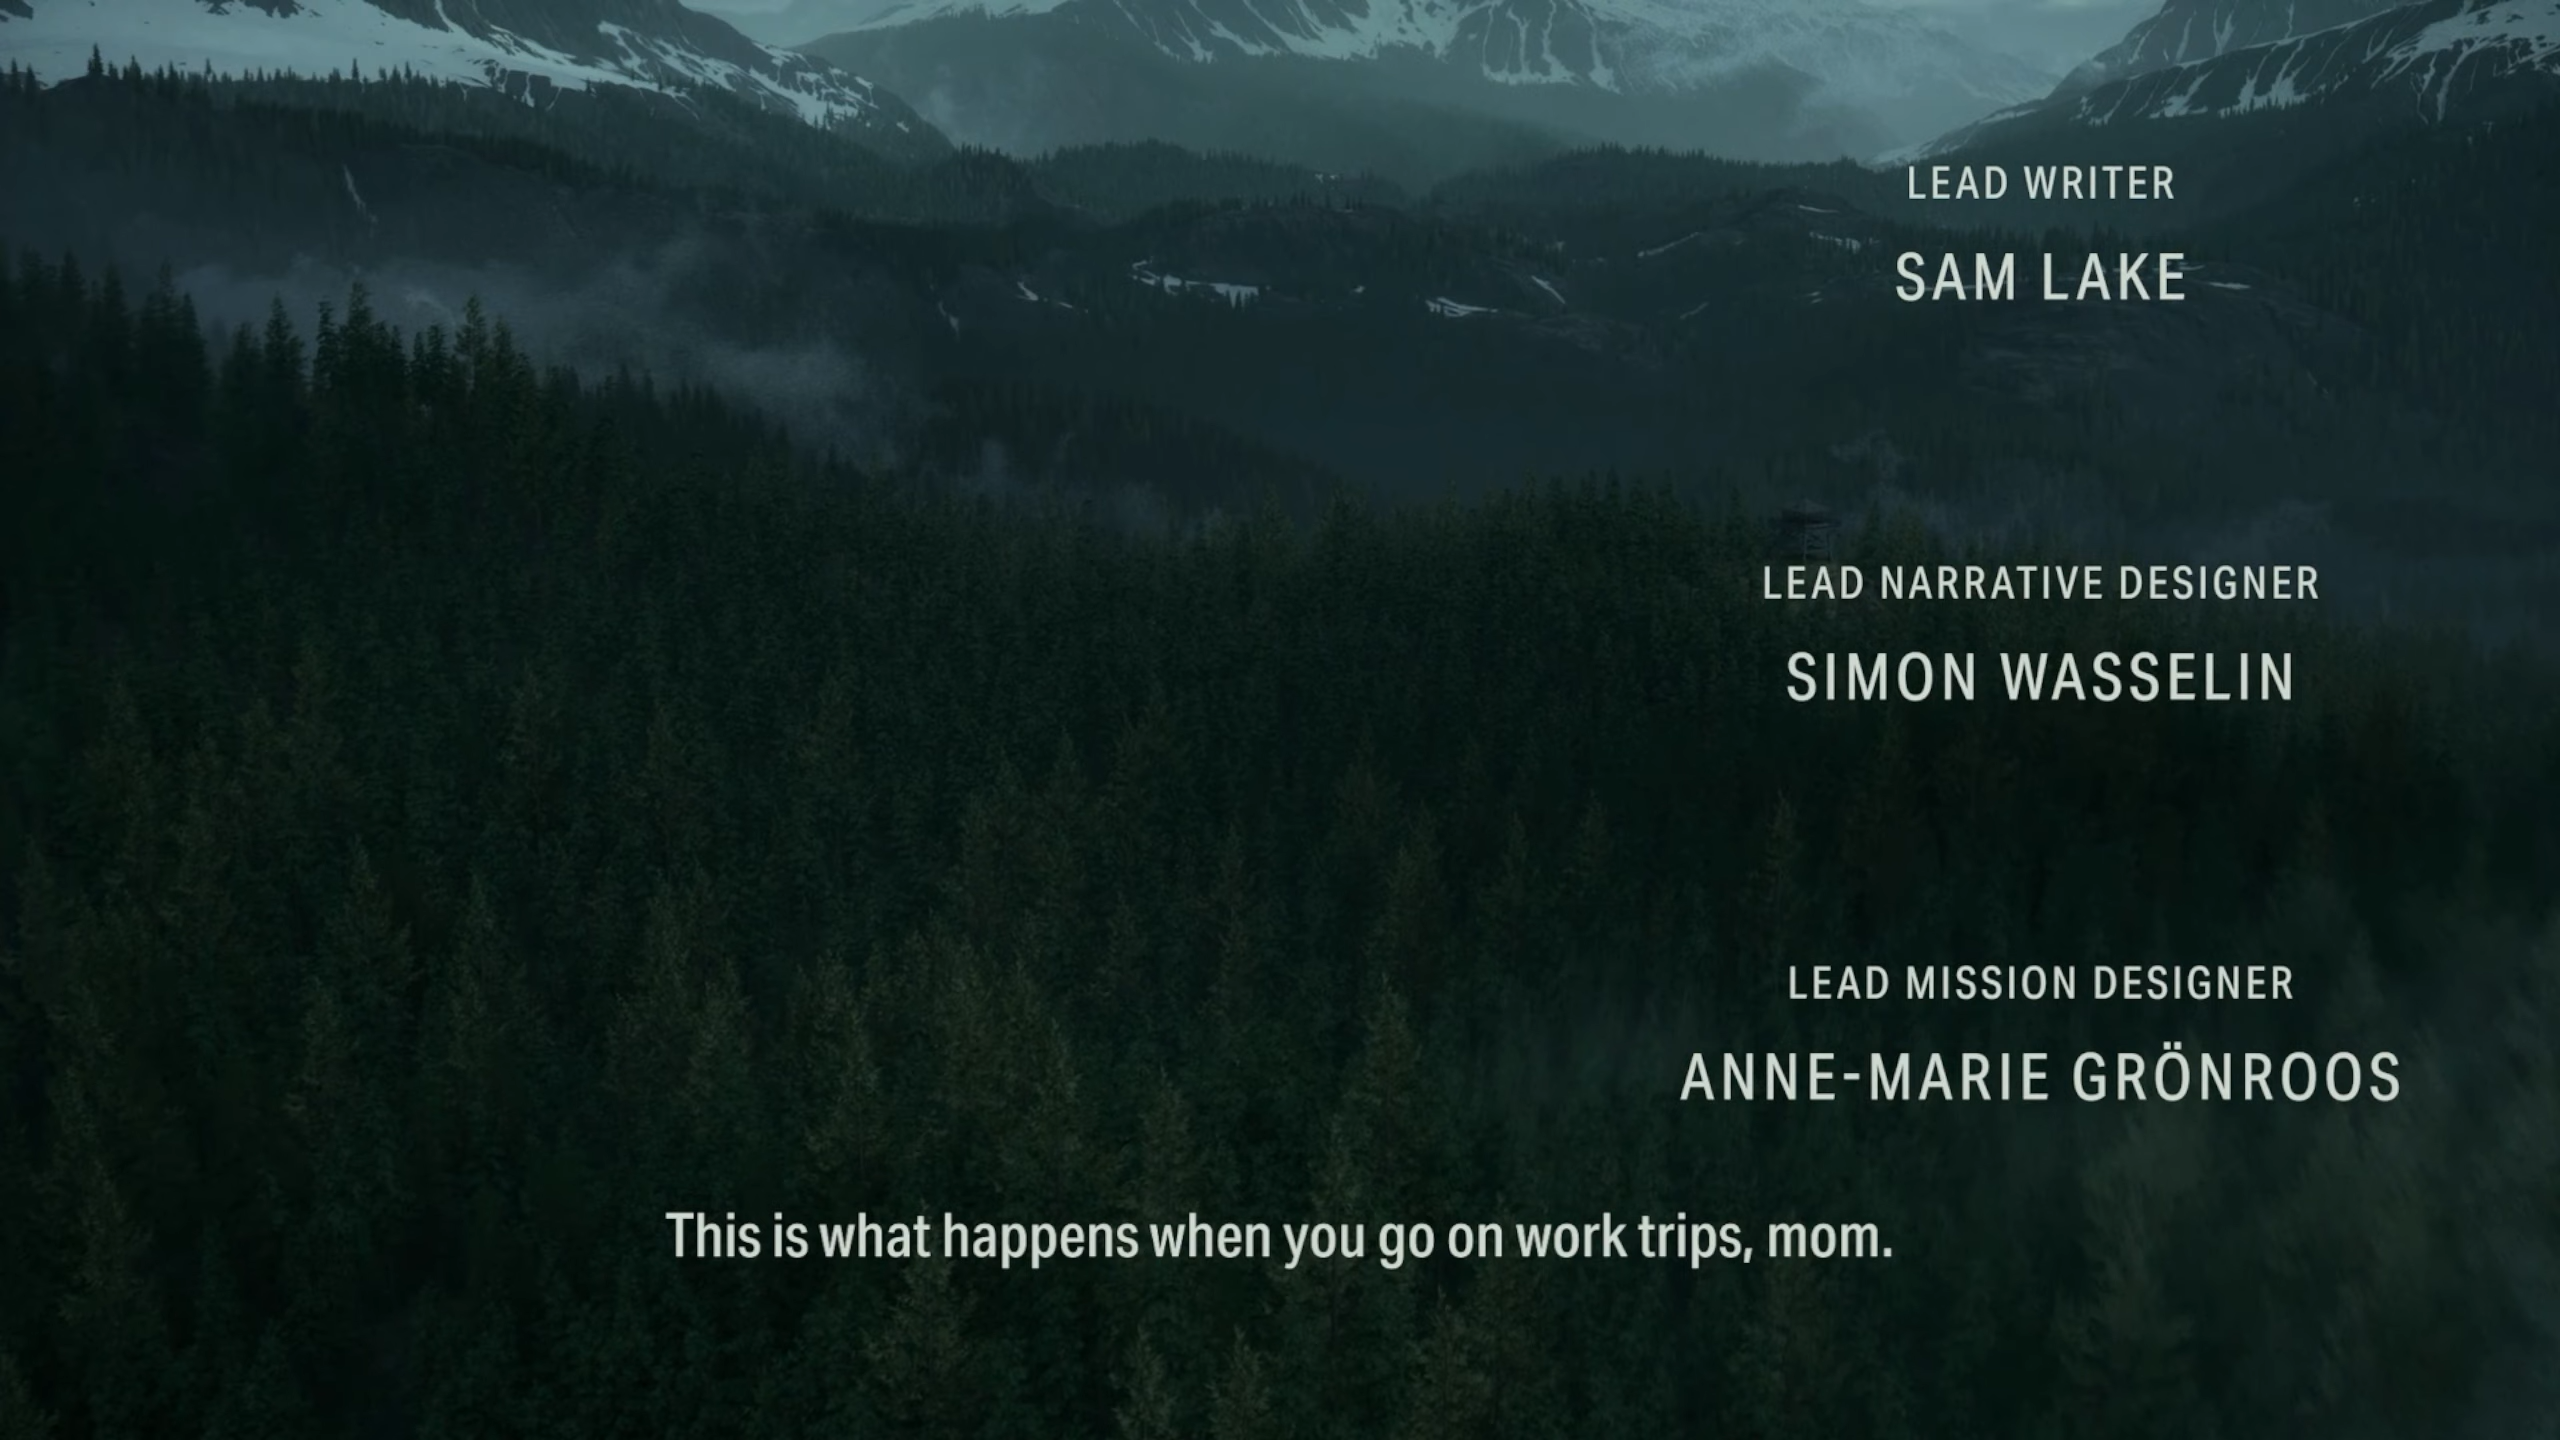 LEAD WRITER
SAM LAKE
LEAD NARRATIVE DESIGNER
SIMON WASSELIN
LEAD MISSION DESIGNER
ANNE-MARIE GRÖNROOS
This is what happens when you go on work trips, mom.